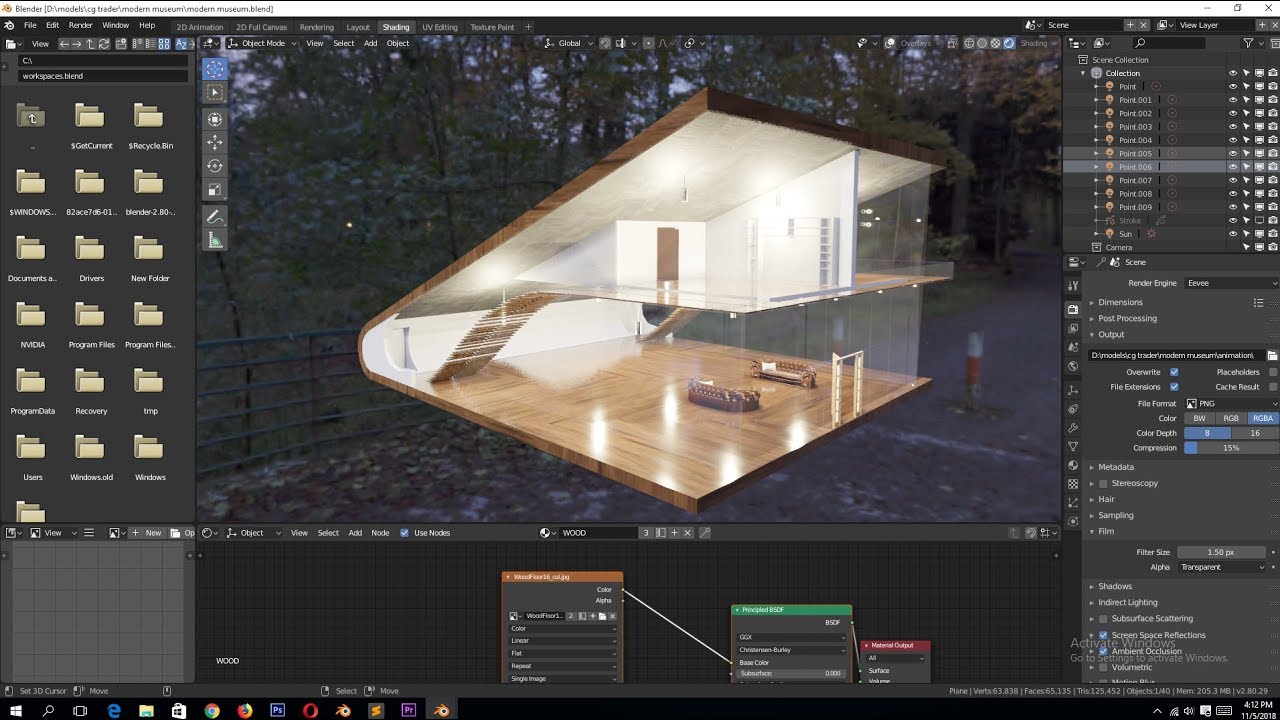 Blender [D:\models\cg trader\modern museum\modern museum.blend]
File Edit Render Window Help 2D Animation 2D Full Canvas Rendering Shading UV Editing Texture Paint Scene View Layer
View
C:\
workspaces.blend
..
$GetCurrent
$Recycle.Bin
$WINDOWS...
82ace7d6-01...
blender-2.80-...
Documents a...
Drivers
New Folder
NVIDIA
Program Files
Program Files...
ProgramData
Recovery
tmp
Users
Windows.old
Windows
Object Mode View Select Add Object Global Overlays Shading
Scene Collection
Collection
Point
Point.001
Point.002
Point.003
Point.004
Point.005
Point.006
Point.007
Point.008
Point.009
Stroke
Sun
Camera
Scene
Render Engine Eevee
Dimensions
Post Processing
Output
D:\models\cg trader\modern museum\animation\
Overwrite Placeholders
File Extensions Cache Result
File Format PNG
Color BW RGB RGBA
Color Depth 8 16
Compression 15%
Metadata
Stereoscopy
Hair
Sampling
Film
Filter Size 1.50 px
Alpha Transparent
Shadows
Indirect Lighting
Subsurface Scattering
Screen Space Reflections
Ambient Occlusion
Volumetric
Motion Blur
Activate Windows
Go to Settings to activate Windows.
View New Op
Object View Select Add Node Use Nodes WOOD 3
WoodFloor16_col.jpg
Color
Alpha
WoodFloor1... 2
Color
Linear
Flat
Repeat
Single Image
Principled BSDF
BSDF
GGX
Christensen-Burley
Base Color
Subsurface: 0.000
Material Output
All
Surface
Volume
WOOD
Set 3D Cursor Move Select Move
Plane | Verts:63,838 | Faces:65,135 | Tris:125,452 | Objects:1/40 | Mem: 205.3 MB | v2.80.29
Ps
Pr
4:12 PM
11/5/2018